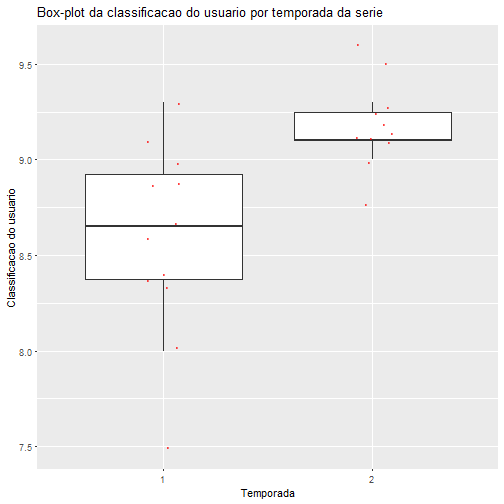 Box-plot da classificacao do usuario por temporada da serie
Classificacao do usuario
9.5
9.0
8.5
8.0
7.5
1
2
Temporada